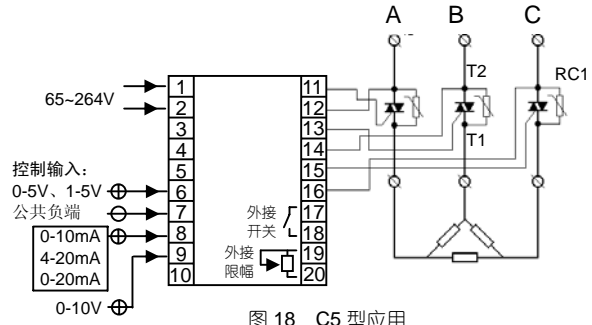 A B C
T2
RC1
T1
65~264V
1 11
2 12
3 13
4 14
5 15
6 16
7 17
8 18
9 19
10 20
控制输入：
0-5V、1-5V
公共负端
0-10mA
4-20mA
0-20mA
0-10V
外接
开关
外接
限幅
图 18 C5 型应用